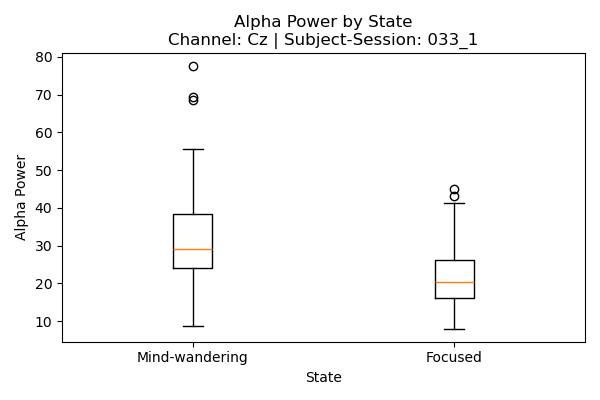 Alpha Power by State
Channel: Cz | Subject-Session: 033_1
80
70
60
50
40
30
20
10
Alpha Power
Mind-wandering
Focused
State